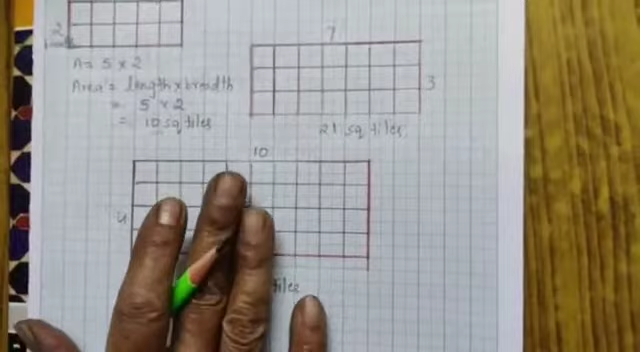 2
A = 5 x 2
Area = length x breadth
= 5 x 2
= 10 sq tiles
7
3
21 sq tiles
10
4
tiles